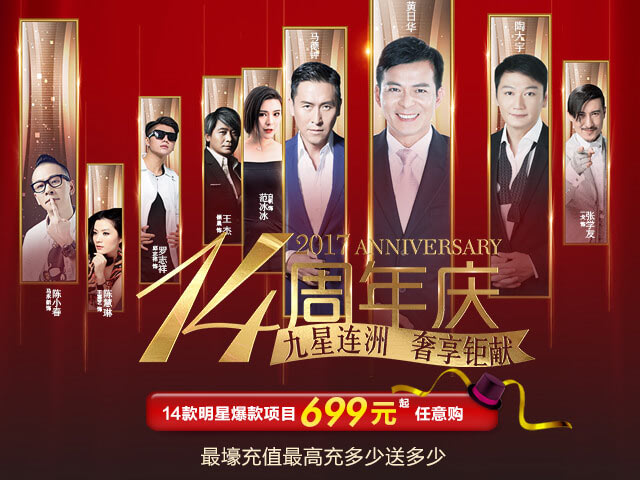 黄日华
陶大宇
范冰冰
王杰
罗志祥
陈慧琳
陈小春
张学友
2017 ANNIVERSARY
14周年庆
九星连洲 奢享钜献
14款明星爆款项目699元起任意购
最壕充值最高充多少送多少